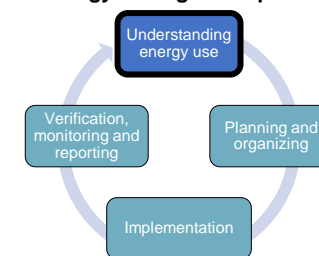 Understanding
energy use
Planning and
organizing
Implementation
Verification,
monitoring and
reporting